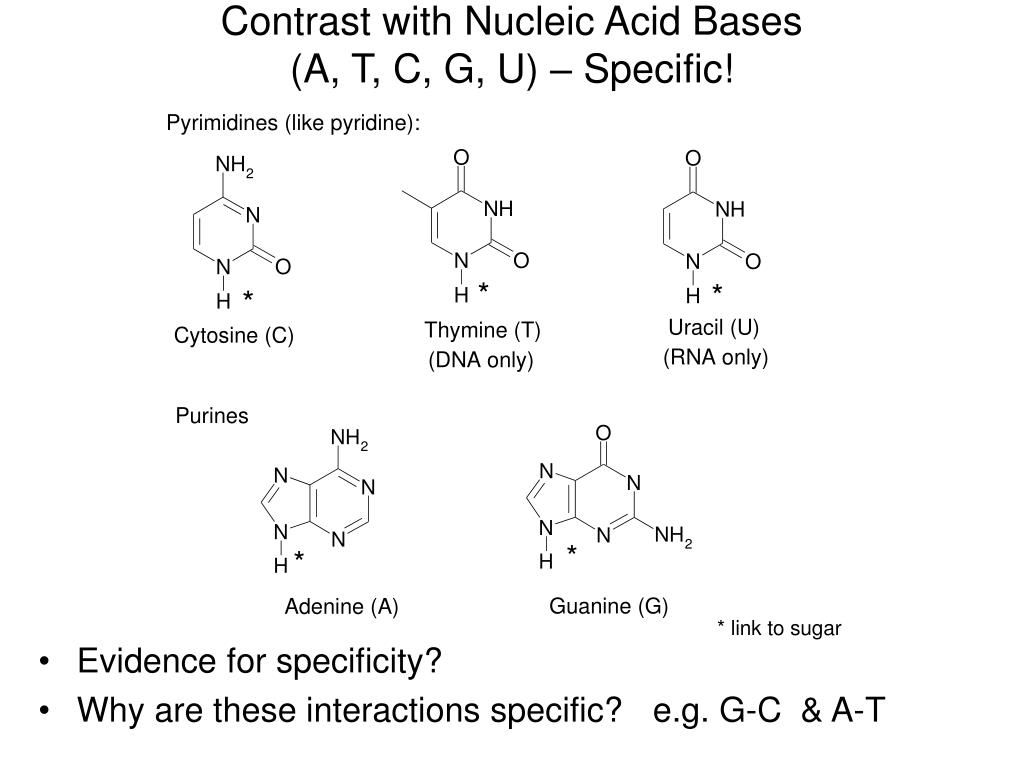 Contrast with Nucleic Acid Bases
(A, T, C, G, U) – Specific!
Pyrimidines (like pyridine):
NH2
N
N
O
H *
Cytosine (C)
O
NH
N
O
H *
Thymine (T)
(DNA only)
O
NH
N
O
H *
Uracil (U)
(RNA only)
Purines
NH2
N
N
N
N
H *
Adenine (A)
O
N
N
N
N
NH2
H *
Guanine (G)
* link to sugar
• Evidence for specificity?
• Why are these interactions specific? e.g. G-C & A-T